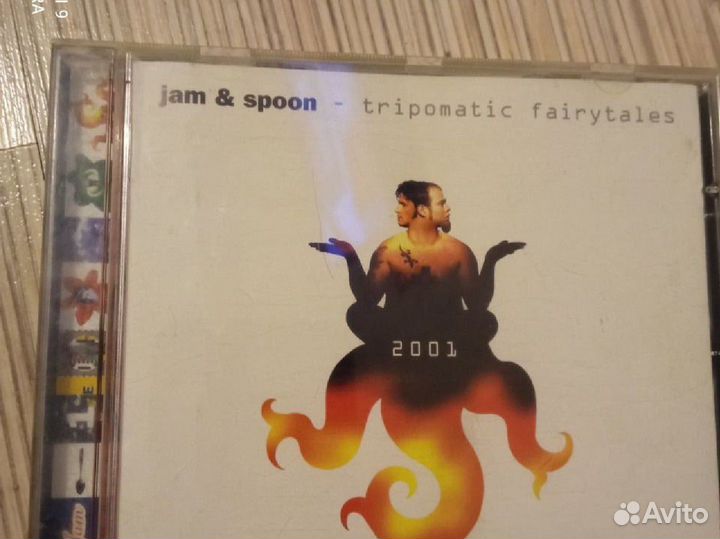 jam & spoon - tripomatic fairytales
2001
Avito